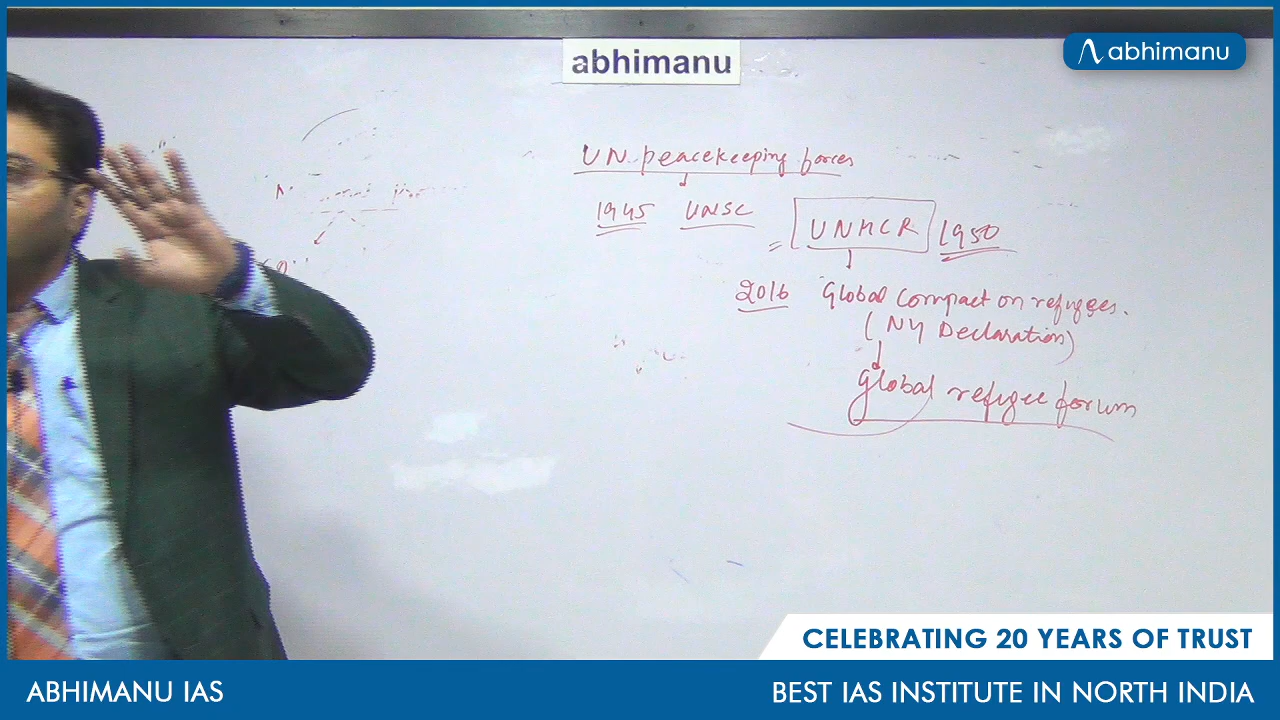 abhimanu
abhimanu
UN peacekeeping forces
1945 UNSC
= UNHCR 1950
2016 Global Compact on refugees.
(NY Declaration)
Global refugee forum
CELEBRATING 20 YEARS OF TRUST
ABHIMANU IAS
BEST IAS INSTITUTE IN NORTH INDIA